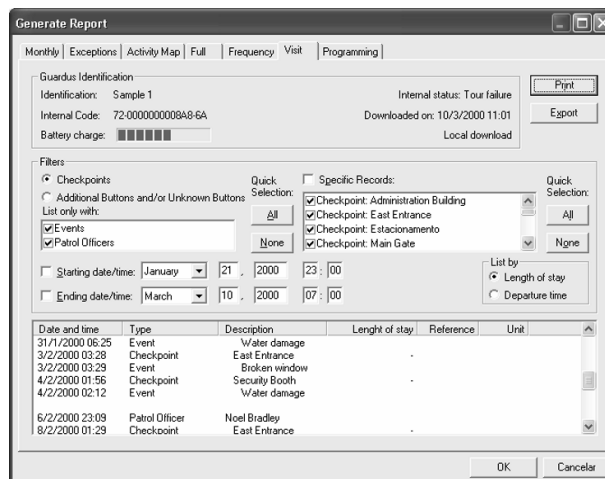 Generate Report
Monthly Exceptions Activity Map Full Frequency Visit Programming
Guardus Identification
Identification: Sample 1 Internal status: Tour failure
Internal Code: 72-0000000008A8-6A Downloaded on: 10/3/2000 11:01
Battery charge: Local download
Print
Export
Filters
Checkpoints
Additional Buttons and/or Unknown Buttons
List only with:
Events
Patrol Officers
Quick
Selection:
All
None
Specific Records:
Checkpoint: Administration Building
Checkpoint: East Entrance
Checkpoint: Estacionamento
Checkpoint: Main Gate
Quick
Selection:
All
None
Starting date/time: January 21 , 2000 23 : 00
Ending date/time: March 10 , 2000 07 : 00
List by
Length of stay
Departure time
Date and time Type Description Lenght of stay Reference Unit
31/1/2000 06:25 Event Water damage
3/2/2000 03:28 Checkpoint East Entrance -
3/2/2000 03:29 Event Broken window
4/2/2000 01:56 Checkpoint Security Booth -
4/2/2000 02:12 Event Water damage
6/2/2000 23:09 Patrol Officer Noel Bradley
8/2/2000 01:29 Checkpoint East Entrance -
OK Cancelar